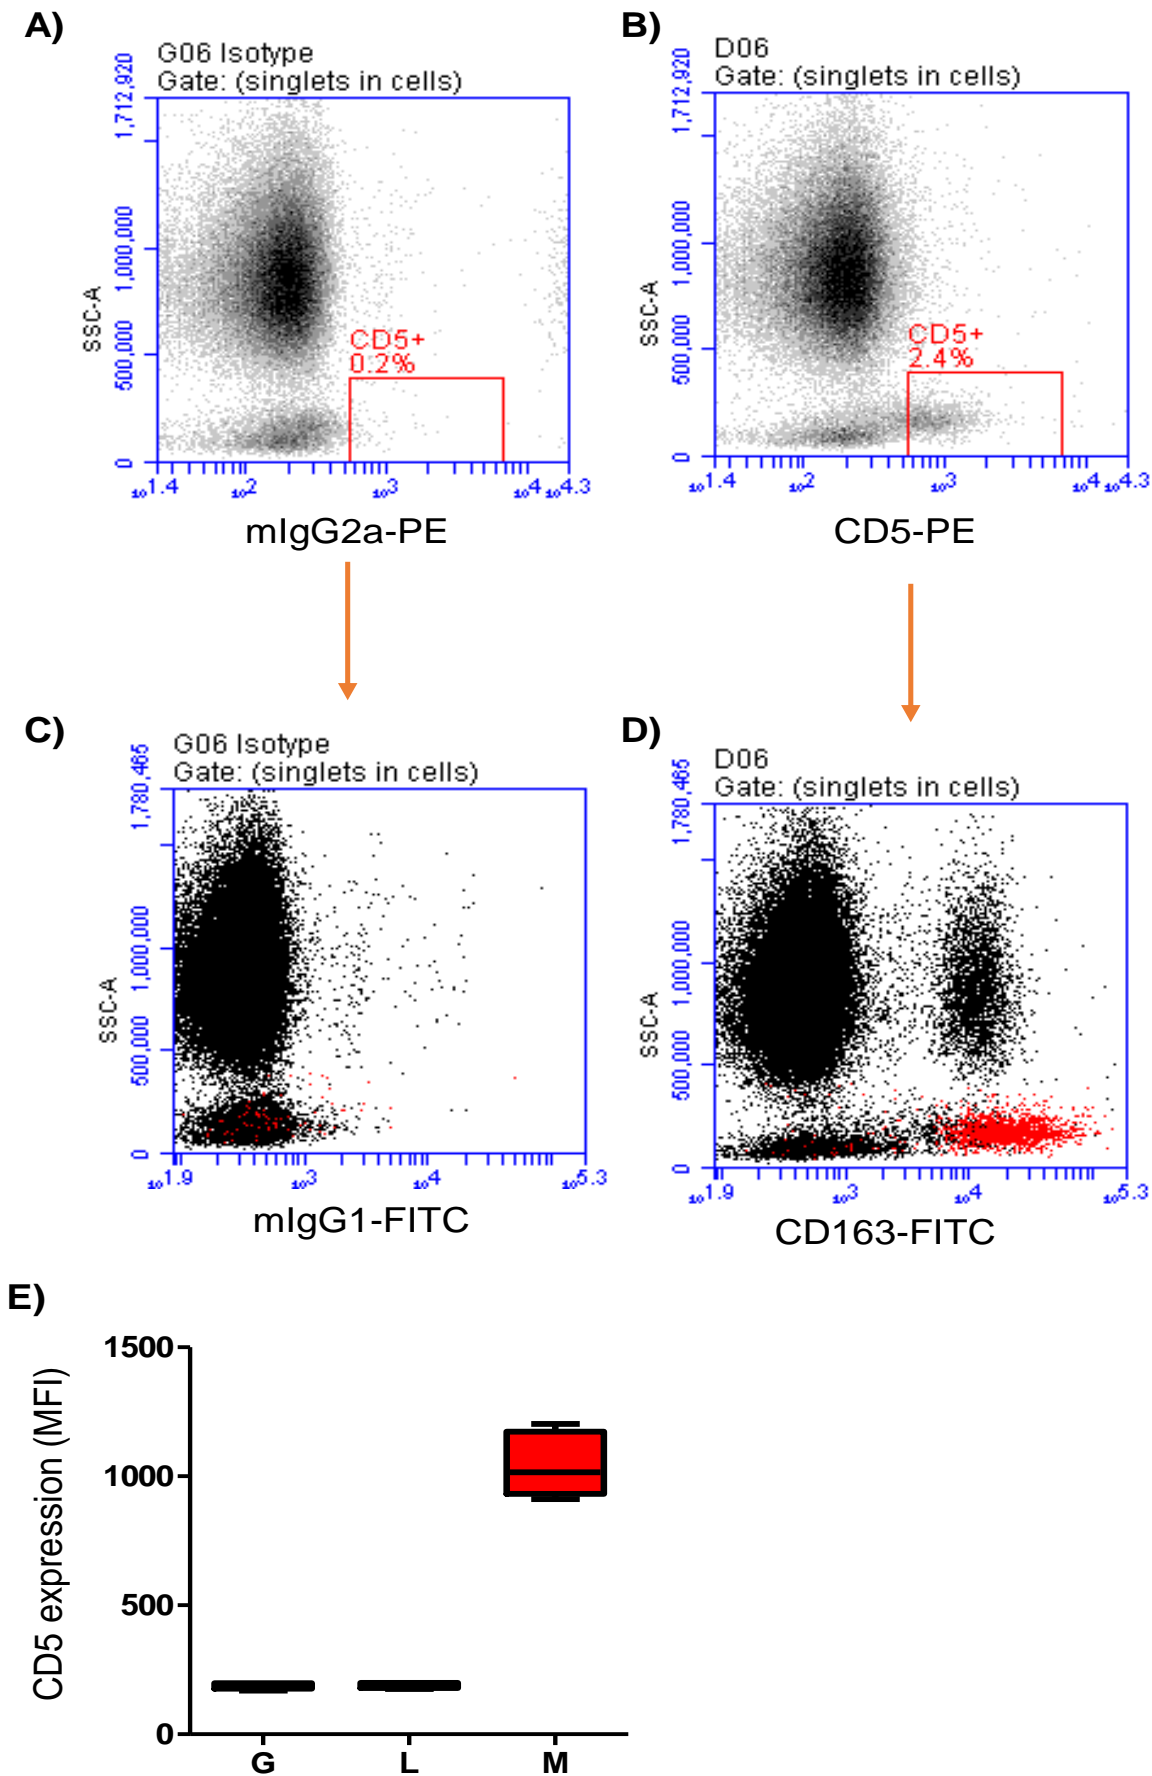 A)
G06 Isotype
Gate: (singlets in cells)
1,712,920
1,000,000
500,000
0
SSC-A
CD5+
0.2%
10^1.4 10^2 10^3 10^4 10^4.3
mIgG2a-PE
B)
D06
Gate: (singlets in cells)
1,712,920
1,000,000
500,000
0
SSC-A
CD5+
2.4%
10^1.4 10^2 10^3 10^4 10^4.3
CD5-PE
C)
G06 Isotype
Gate: (singlets in cells)
1,780,465
1,000,000
500,000
0
SSC-A
10^1.9 10^3 10^4 10^5.3
mIgG1-FITC
D)
D06
Gate: (singlets in cells)
1,780,465
1,000,000
500,000
0
SSC-A
10^1.9 10^3 10^4 10^5.3
CD163-FITC
E)
CD5 expression (MFI)
1500
1000
500
0
G L M